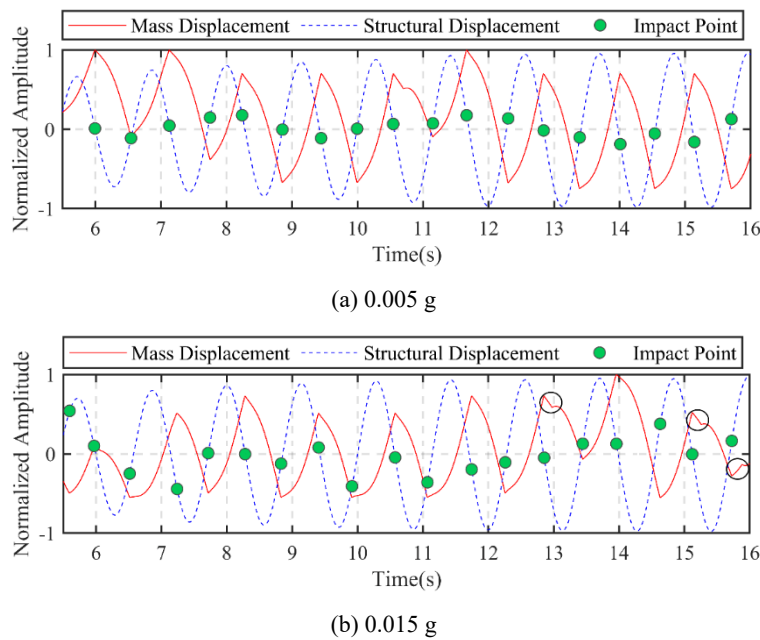 Mass Displacement Structural Displacement Impact Point
Normalized Amplitude
1
0
-1
6 7 8 9 10 11 12 13 14 15 16
Time(s)
(a) 0.005 g
Mass Displacement Structural Displacement Impact Point
Normalized Amplitude
1
0
-1
6 7 8 9 10 11 12 13 14 15 16
Time(s)
(b) 0.015 g